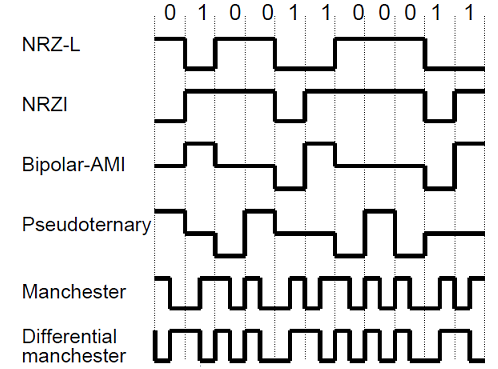 0 1 0 0 1 1 0 0 0 1 1
NRZ-L
NRZI
Bipolar-AMI
Pseudoternary
Manchester
Differential
manchester